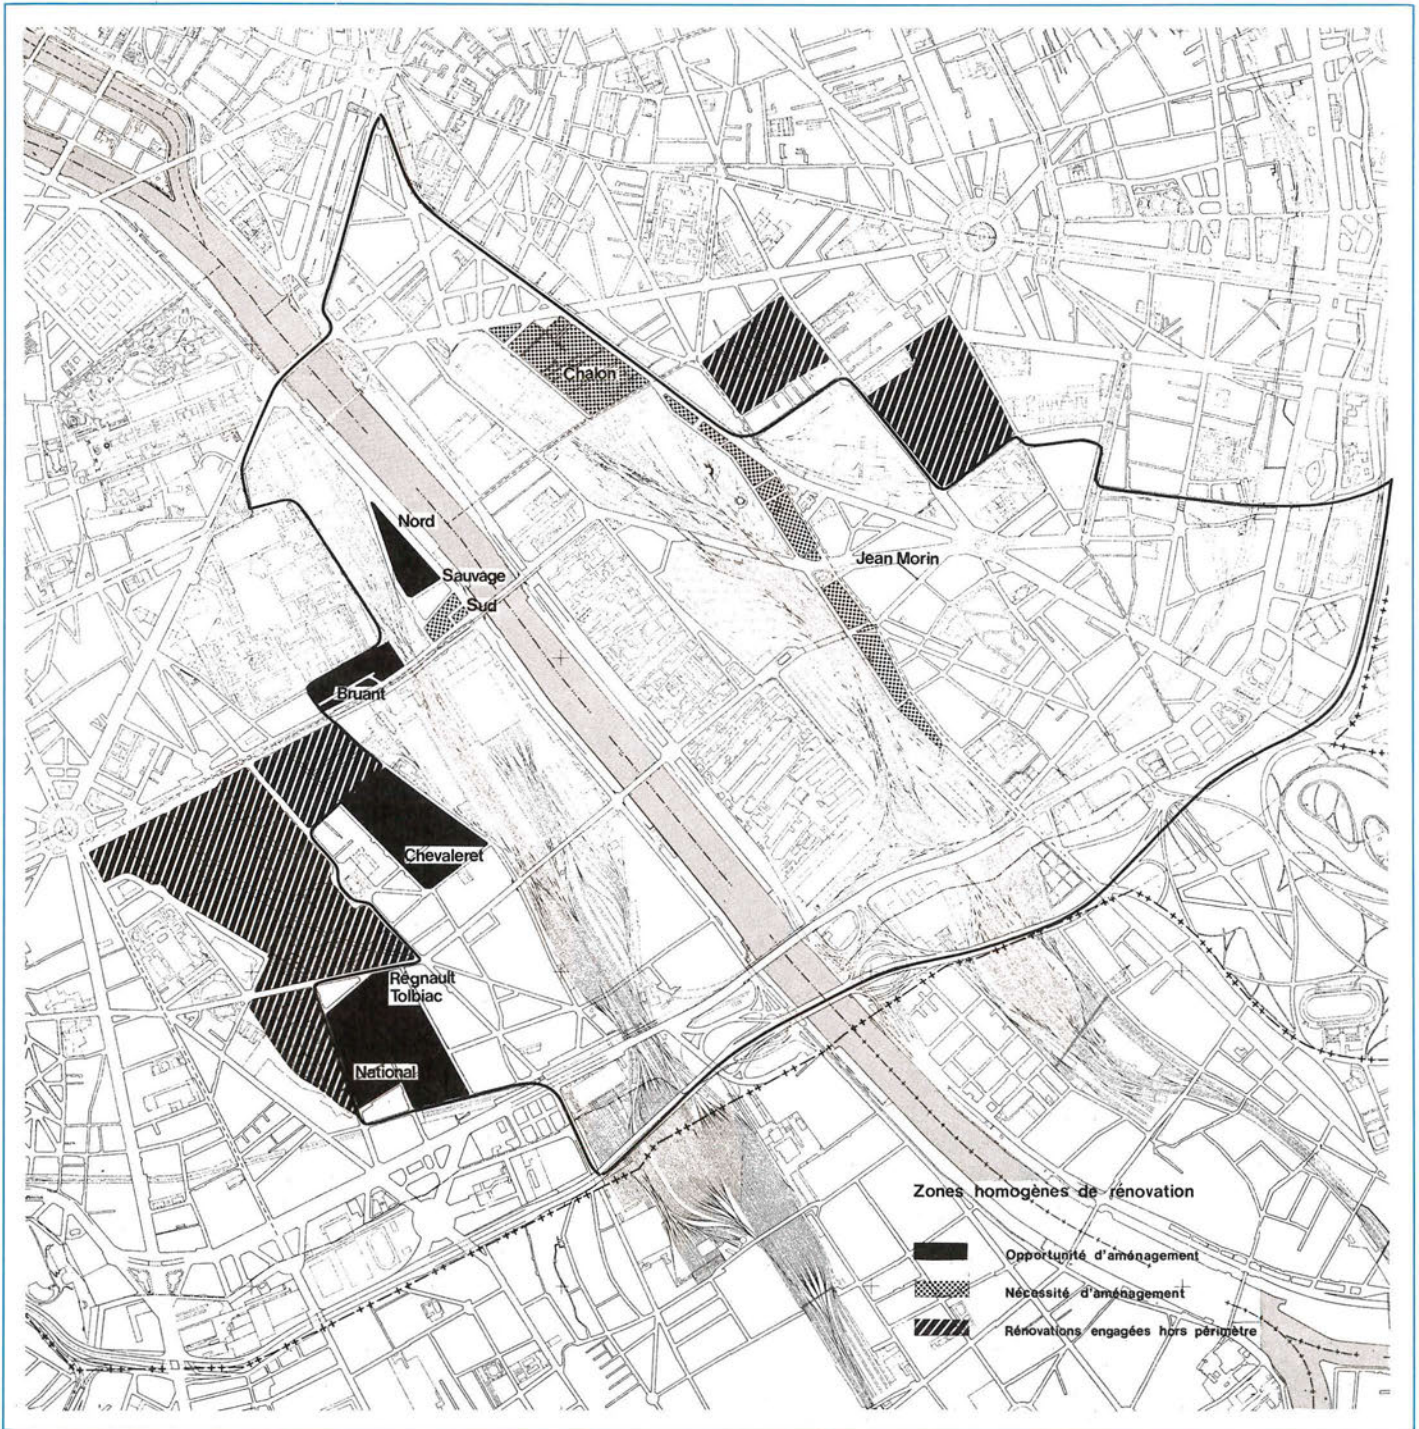 Chalon
Nord
Sauvage
Sud
Jean Morin
Bruant
Chevaleret
Régnault
Tolbiac
National
Zones homogènes de rénovation
Opportunité d'aménagement
Nécessité d'aménagement
Rénovations engagées hors périmètre